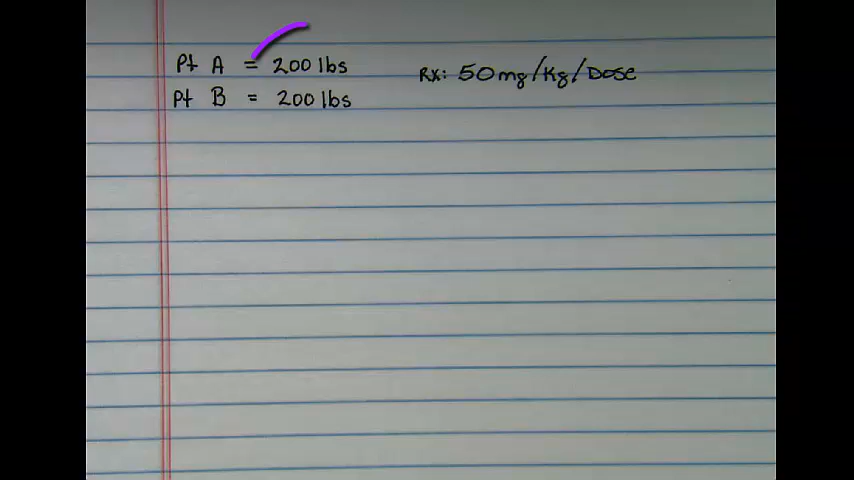 Pt A = 200 lbs
Rx: 50mg/Kg/Dose
Pt B = 200 lbs